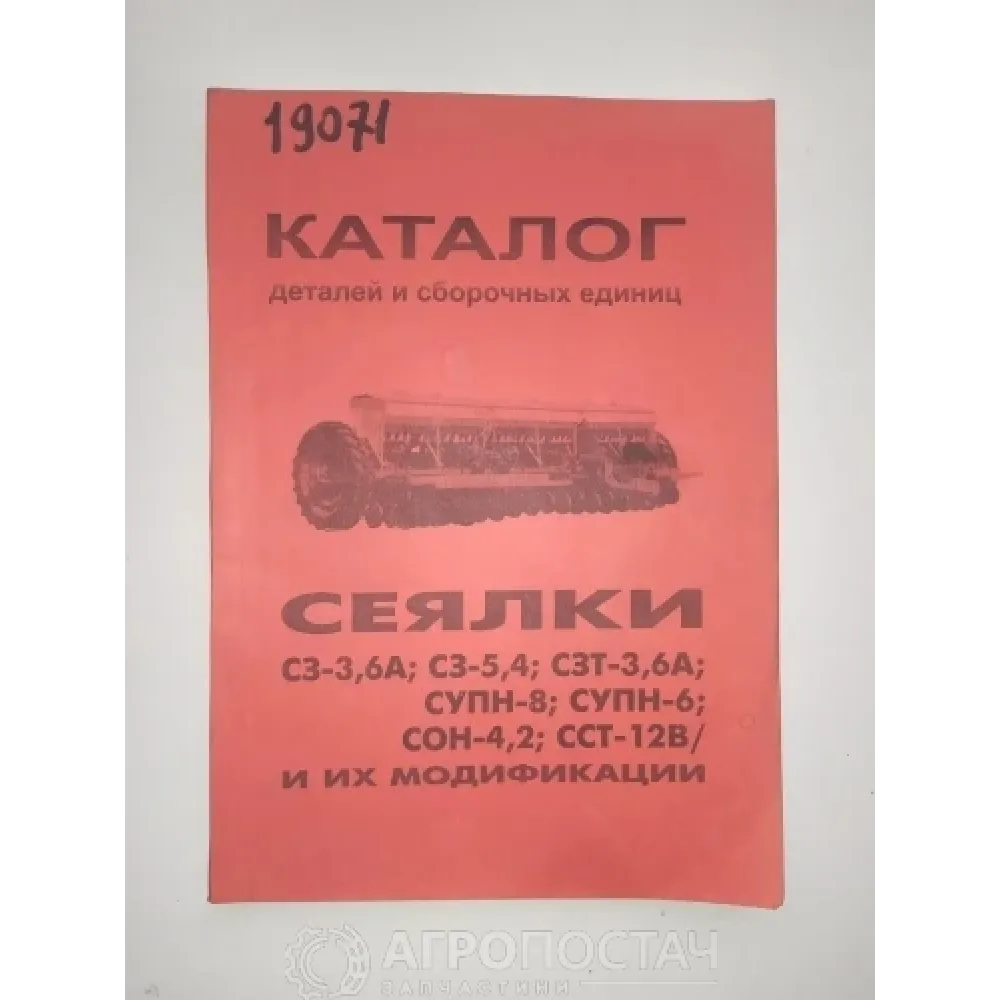 19071
КАТАЛОГ
деталей и сборочных единиц
СЕЯЛКИ
СЗ-3,6А; СЗ-5,4; СЗТ-3,6А;
СУПН-8; СУПН-6;
СОН-4,2; ССТ-12В/
И ИХ МОДИФИКАЦИИ
АГРОПОСТАЧ
ЗАПЧАСТИНИ